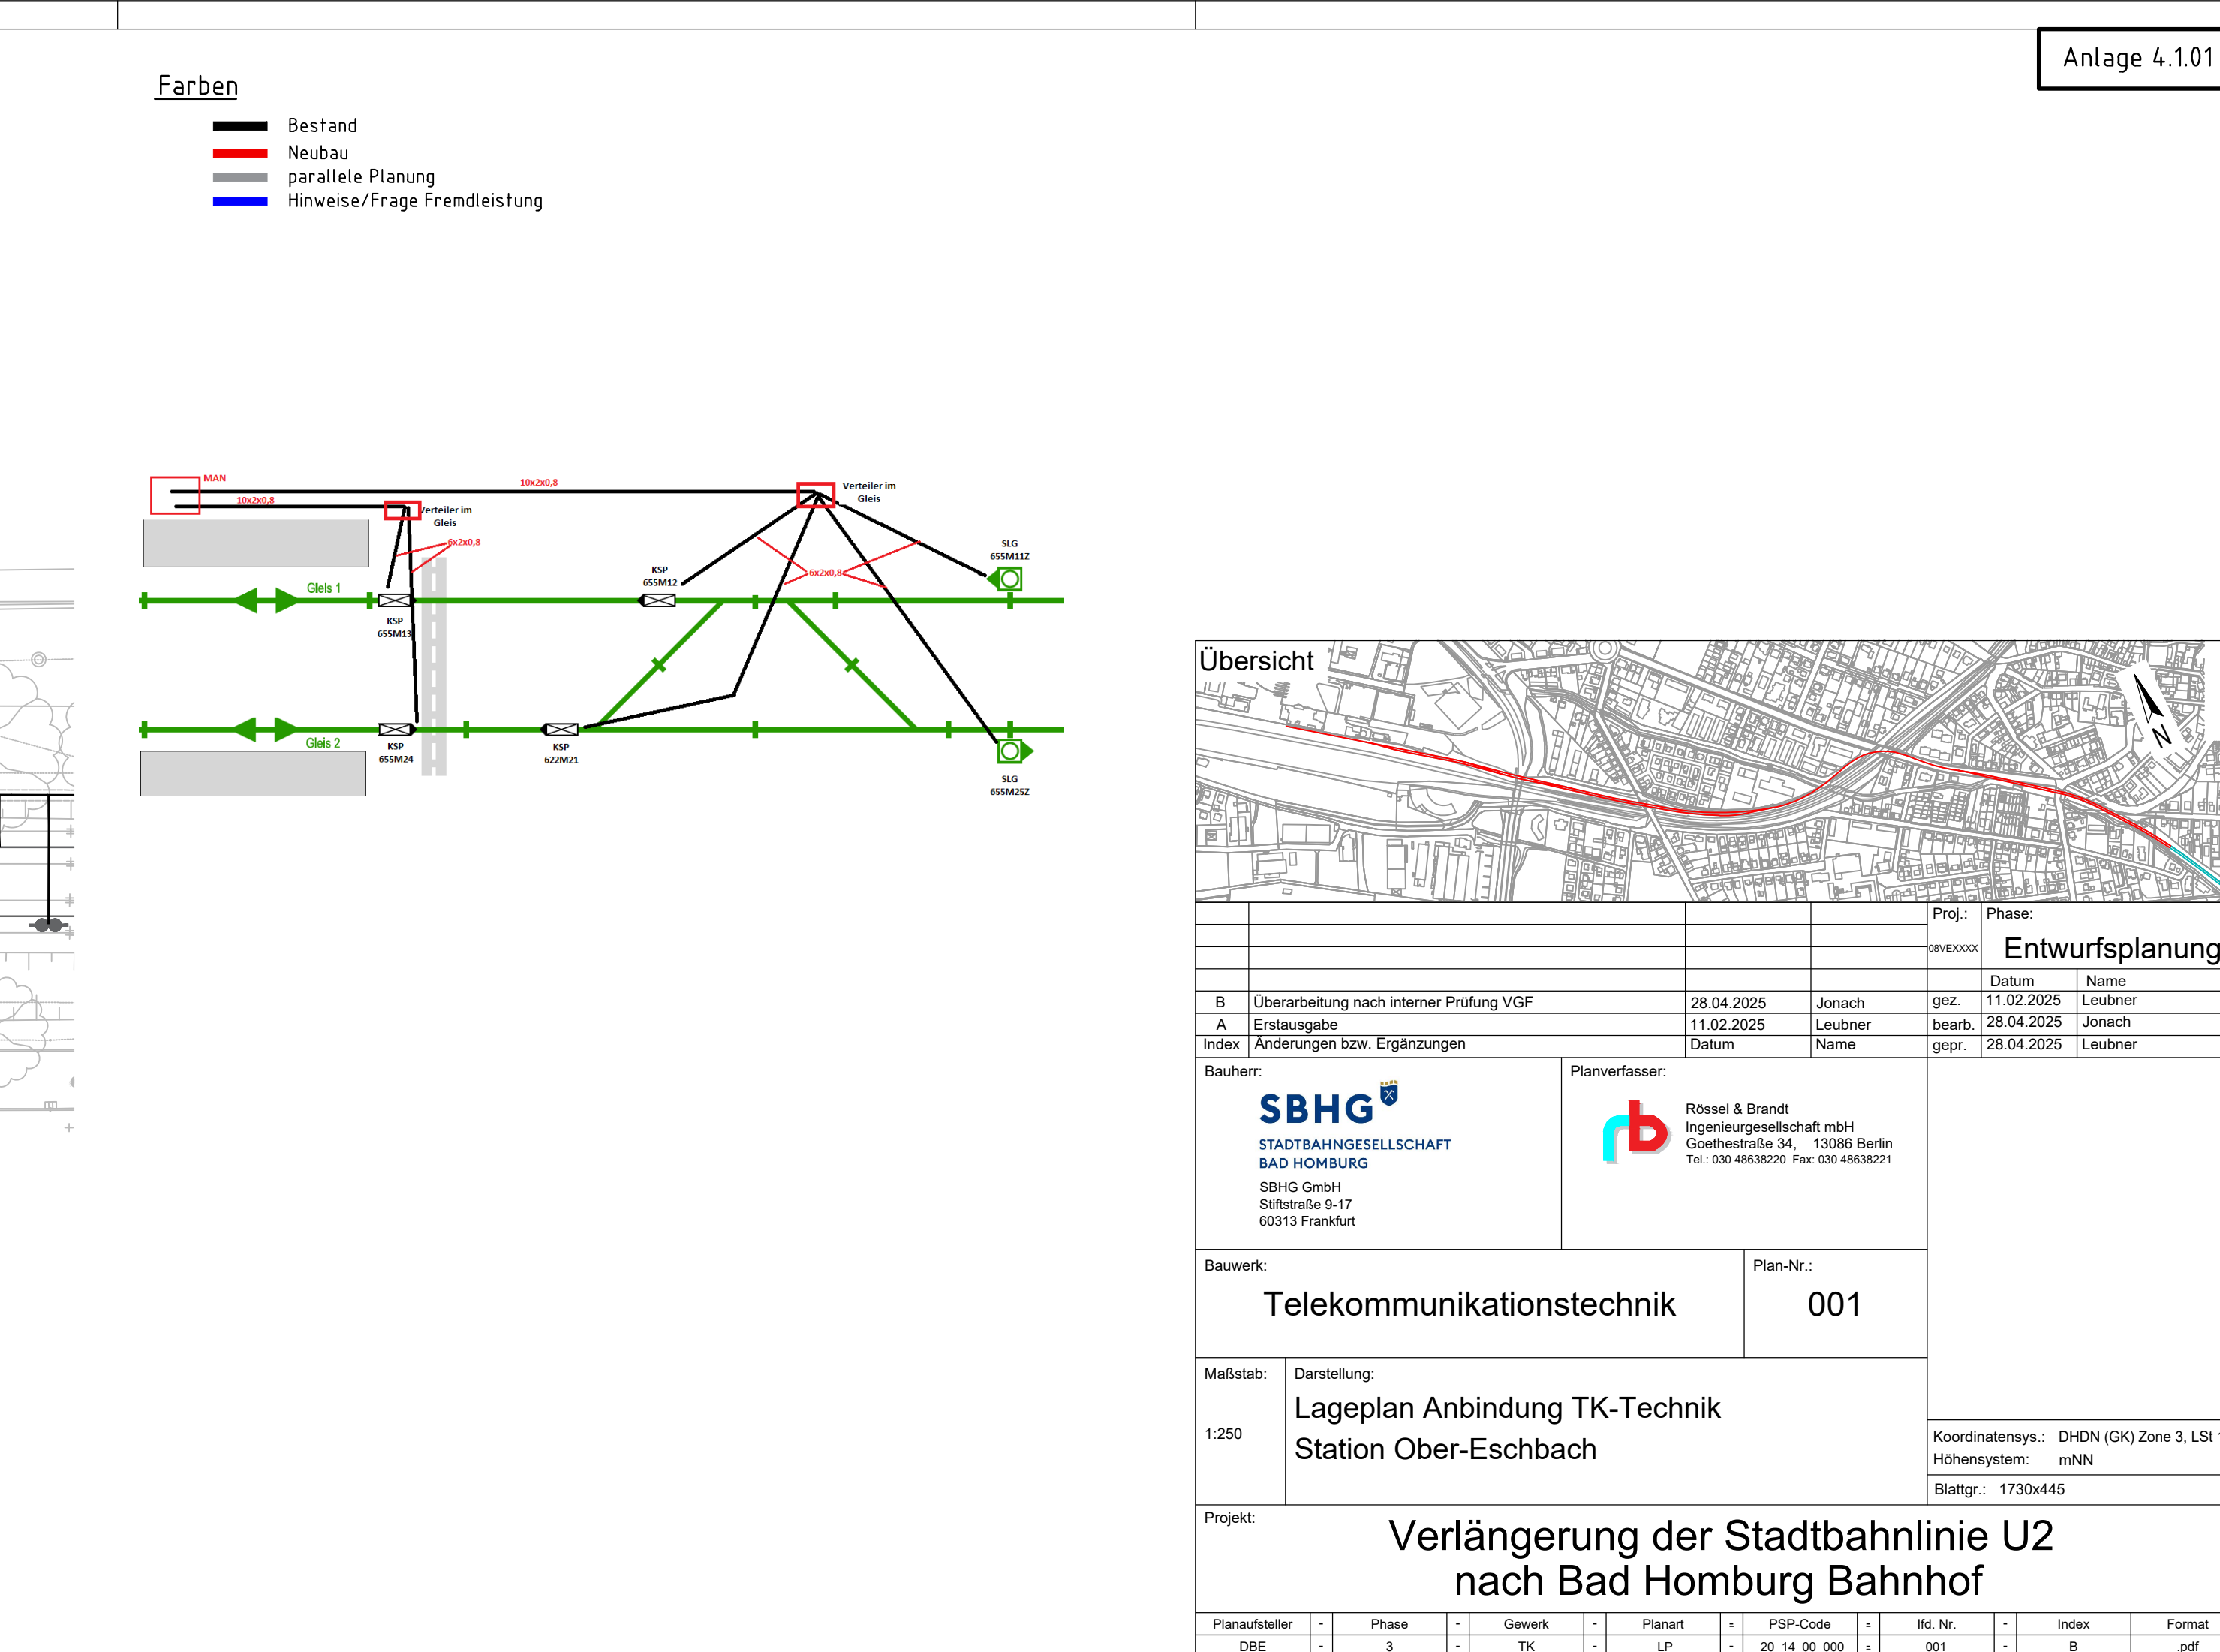 Anlage 4.1.01
Farben
Bestand
Neubau
parallele Planung
Hinweise/Frage Fremdleistung
MAN
10x2x0,8
10x2x0,8
Verteiler im
Gleis
Verteiler im
Gleis
6x2x0,8
SLG
655M11Z
KSP
655M12
6x2x0,8
Gleis 1
KSP
655M13
Gleis 2
KSP
655M24
KSP
622M21
SLG
655M25Z
Übersicht
N
Proj.: Phase:
08VEXXXX Entwurfsplanung
Datum Name
B Überarbeitung nach interner Prüfung VGF 28.04.2025 Jonach gez. 11.02.2025 Leubner
A Erstausgabe 11.02.2025 Leubner bearb. 28.04.2025 Jonach
Index Änderungen bzw. Ergänzungen Datum Name gepr. 28.04.2025 Leubner
Bauherr:
SBHG
STADTBAHNGESELLSCHAFT
BAD HOMBURG
SBHG GmbH
Stiftstraße 9-17
60313 Frankfurt
Planverfasser:
rb
Rössel & Brandt
Ingenieurgesellschaft mbH
Goethestraße 34, 13086 Berlin
Tel.: 030 48638220 Fax: 030 48638221
Bauwerk:
Telekommunikationstechnik
Plan-Nr.:
001
Maßstab:
1:250
Darstellung:
Lageplan Anbindung TK-Technik
Station Ober-Eschbach
Koordinatensys.: DHDN (GK) Zone 3, LSt
Höhensystem: mNN
Blattgr.: 1730x445
Projekt:
Verlängerung der Stadtbahnlinie U2
nach Bad Homburg Bahnhof
Planaufsteller - Phase - Gewerk - Planart = PSP-Code = lfd. Nr. - Index Format
DBE - 3 - TK - LP - 20_14_00_000 = 001 - B .pdf